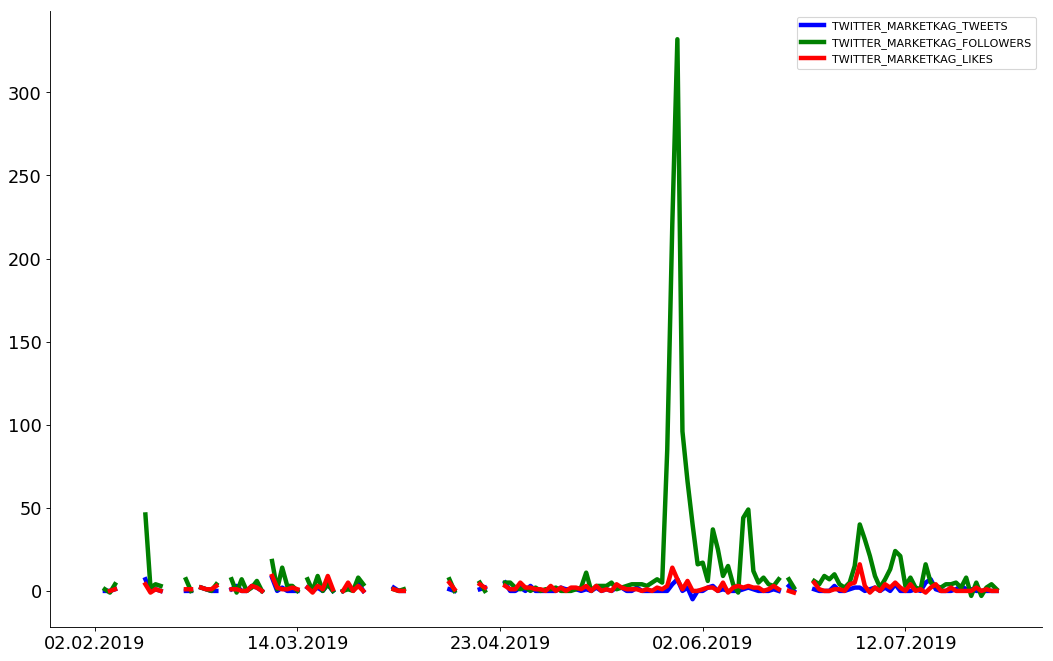 TWITTER_MARKETKAG_TWEETS
TWITTER_MARKETKAG_FOLLOWERS
TWITTER_MARKETKAG_LIKES
300
250
200
150
100
50
0
02.02.2019 14.03.2019 23.04.2019 02.06.2019 12.07.2019